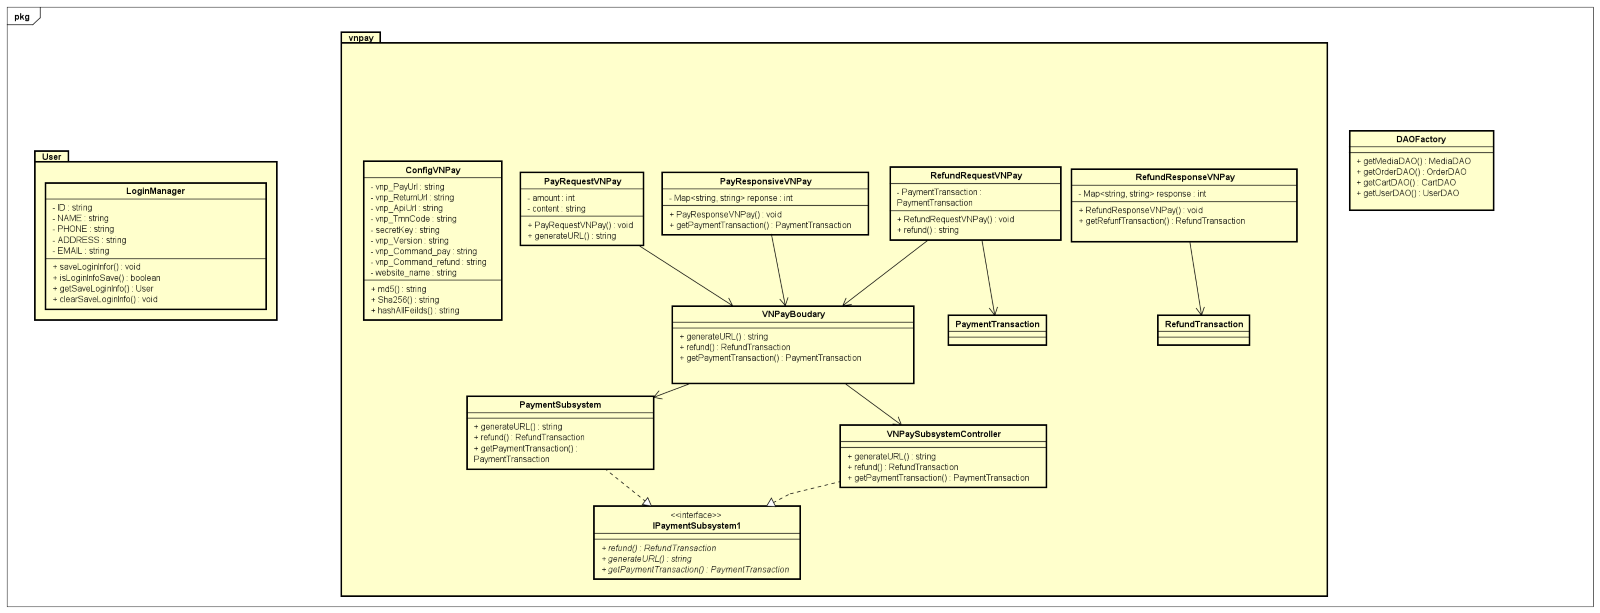 pkg
vnpay
User
LoginManager
- ID : string
- NAME : string
- PHONE : string
- ADDRESS : string
- EMAIL : string
+ saveLoginInfor() : void
+ isLoginInfoSave() : boolean
+ getSaveLoginInfo() : User
+ clearSaveLoginInfo() : void
ConfigVNPay
- vnp_PayUrl : string
- vnp_ReturnUrl : string
- vnp_ApiUrl : string
- vnp_TmnCode : string
- secretKey : string
- vnp_Version : string
- vnp_Command_pay : string
- vnp_Command_refund : string
- website_name : string
+ md5() : string
+ Sha256() : string
+ hashAllFeilds() : string
PayRequestVNPay
- amount : int
- content : string
+ PayRequestVNPay() : void
+ generateURL() : string
PayResponsiveVNPay
- Map<string, string> reponse : int
+ PayResponseVNPay() : void
+ getPaymentTransaction() : PaymentTransaction
RefundRequestVNPay
- PaymentTransaction :
PaymentTransaction
+ RefundRequestVNPay() : void
+ refund() : string
RefundResponseVNPay
- Map<string, string> response : int
+ RefundResponseVNPay() : void
+ getRefunfTransaction() : RefundTransaction
DAOFactory
+ getMediaDAO() : MediaDAO
+ getOrderDAO() : OrderDAO
+ getCartDAO() : CartDAO
+ getUserDAO() : UserDAO
VNPayBoudary
+ generateURL() : string
+ refund() : RefundTransaction
+ getPaymentTransaction() : PaymentTransaction
PaymentTransaction
RefundTransaction
PaymentSubsystem
+ generateURL() : string
+ refund() : RefundTransaction
+ getPaymentTransaction() :
PaymentTransaction
VNPaySubsystemController
+ generateURL() : string
+ refund() : RefundTransaction
+ getPaymentTransaction() : PaymentTransaction
<<interface>>
IPaymentSubsystem1
+ refund() : RefundTransaction
+ generateURL() : string
+ getPaymentTransaction() : PaymentTransaction